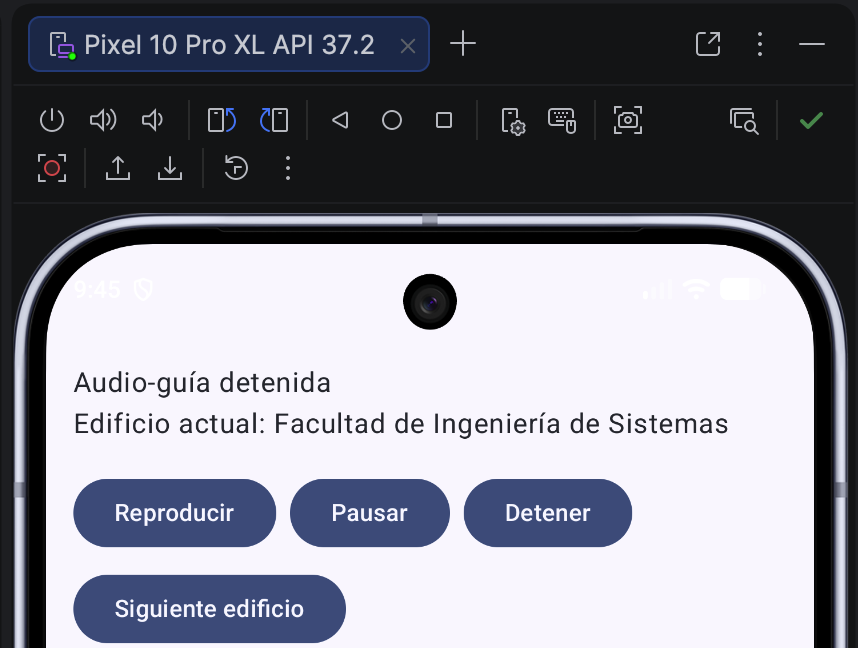 Pixel 10 Pro XL API 37.2
9:45
Audio-guía detenida
Edificio actual: Facultad de Ingeniería de Sistemas
Reproducir
Pausar
Detener
Siguiente edificio